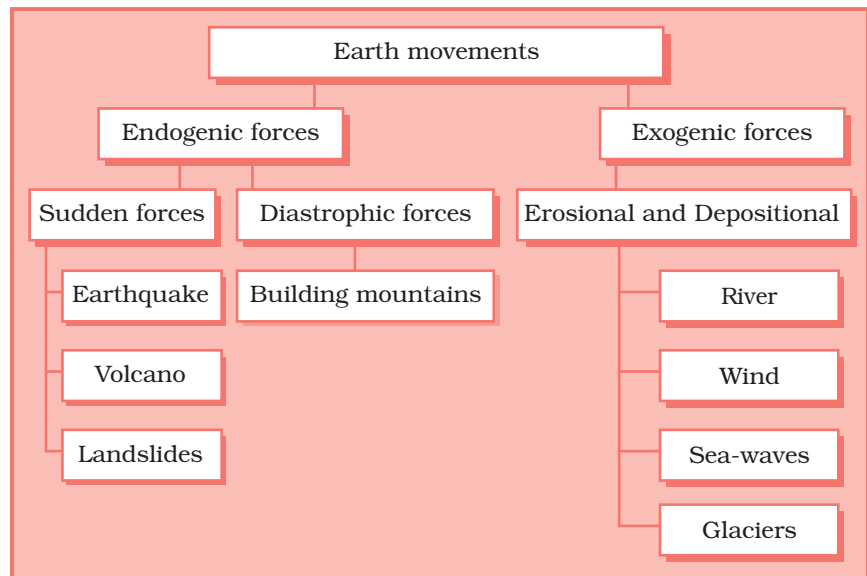 Earth movements
Endogenic forces
Exogenic forces
Sudden forces
Diastrophic forces
Erosional and Depositional
Earthquake
Building mountains
River
Volcano
Wind
Landslides
Sea-waves
Glaciers